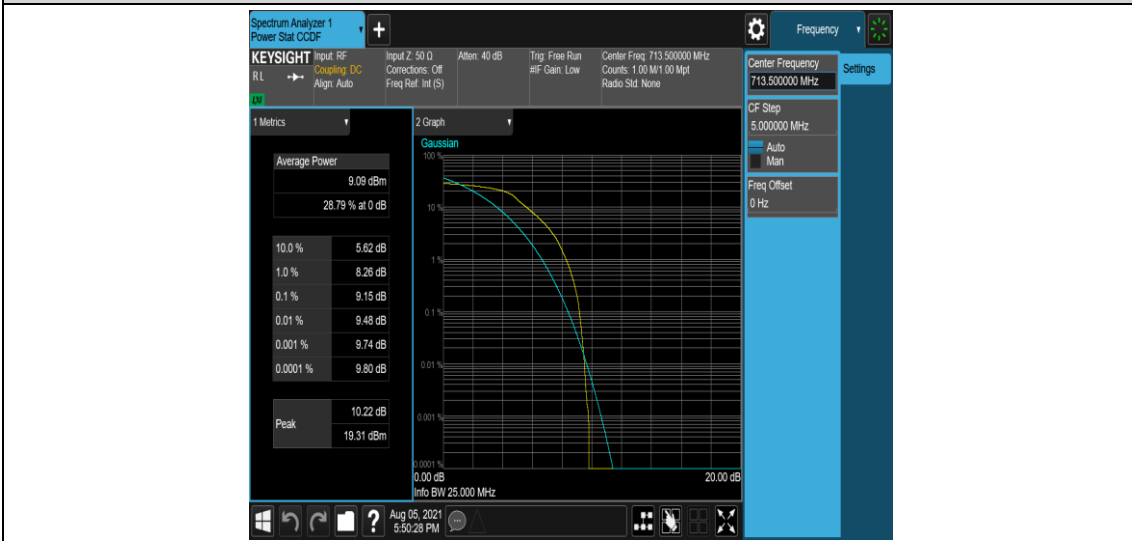 Spectrum Analyzer 1
Power Stat CCDF
Frequency
KEYSIGHT
Input: RF
Coupling: DC
Align: Auto
Input Z: 50 Ω
Corrections: Off
Freq Ref: Int (S)
Atten: 40 dB
Trig: Free Run
#IF Gain: Low
Center Freq: 713.500000 MHz
Counts: 1.00 M/1.00 Mpt
Radio Std: None
R L
Center Frequency
713.500000 MHz
Settings
CF Step
5.000000 MHz
Auto
Man
Freq Offset
0 Hz
1 Metrics
Average Power
9.09 dBm
28.79 % at 0 dB
10.0 % 5.62 dB
1.0 % 8.26 dB
0.1 % 9.15 dB
0.01 % 9.48 dB
0.001 % 9.74 dB
0.0001 % 9.80 dB
Peak
10.22 dB
19.31 dBm
2 Graph
Gaussian
100 %
10 %
1 %
0.1 %
0.01 %
0.001 %
0.0001 %
0.00 dB
20.00 dB
Info BW 25.000 MHz
?
Aug 05, 2021
5:50:28 PM